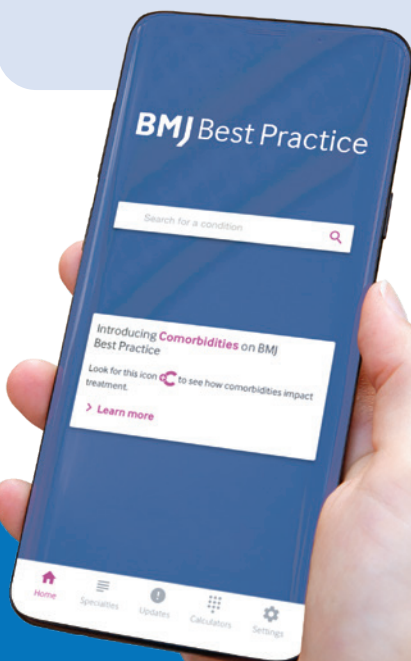 BMJ Best Practice
Search for a condition
Introducing Comorbidities on BMJ
Best Practice
Look for this icon to see how comorbidities impact
treatment.
> Learn more
Home
Specialties
Updates
Calculators
Settings